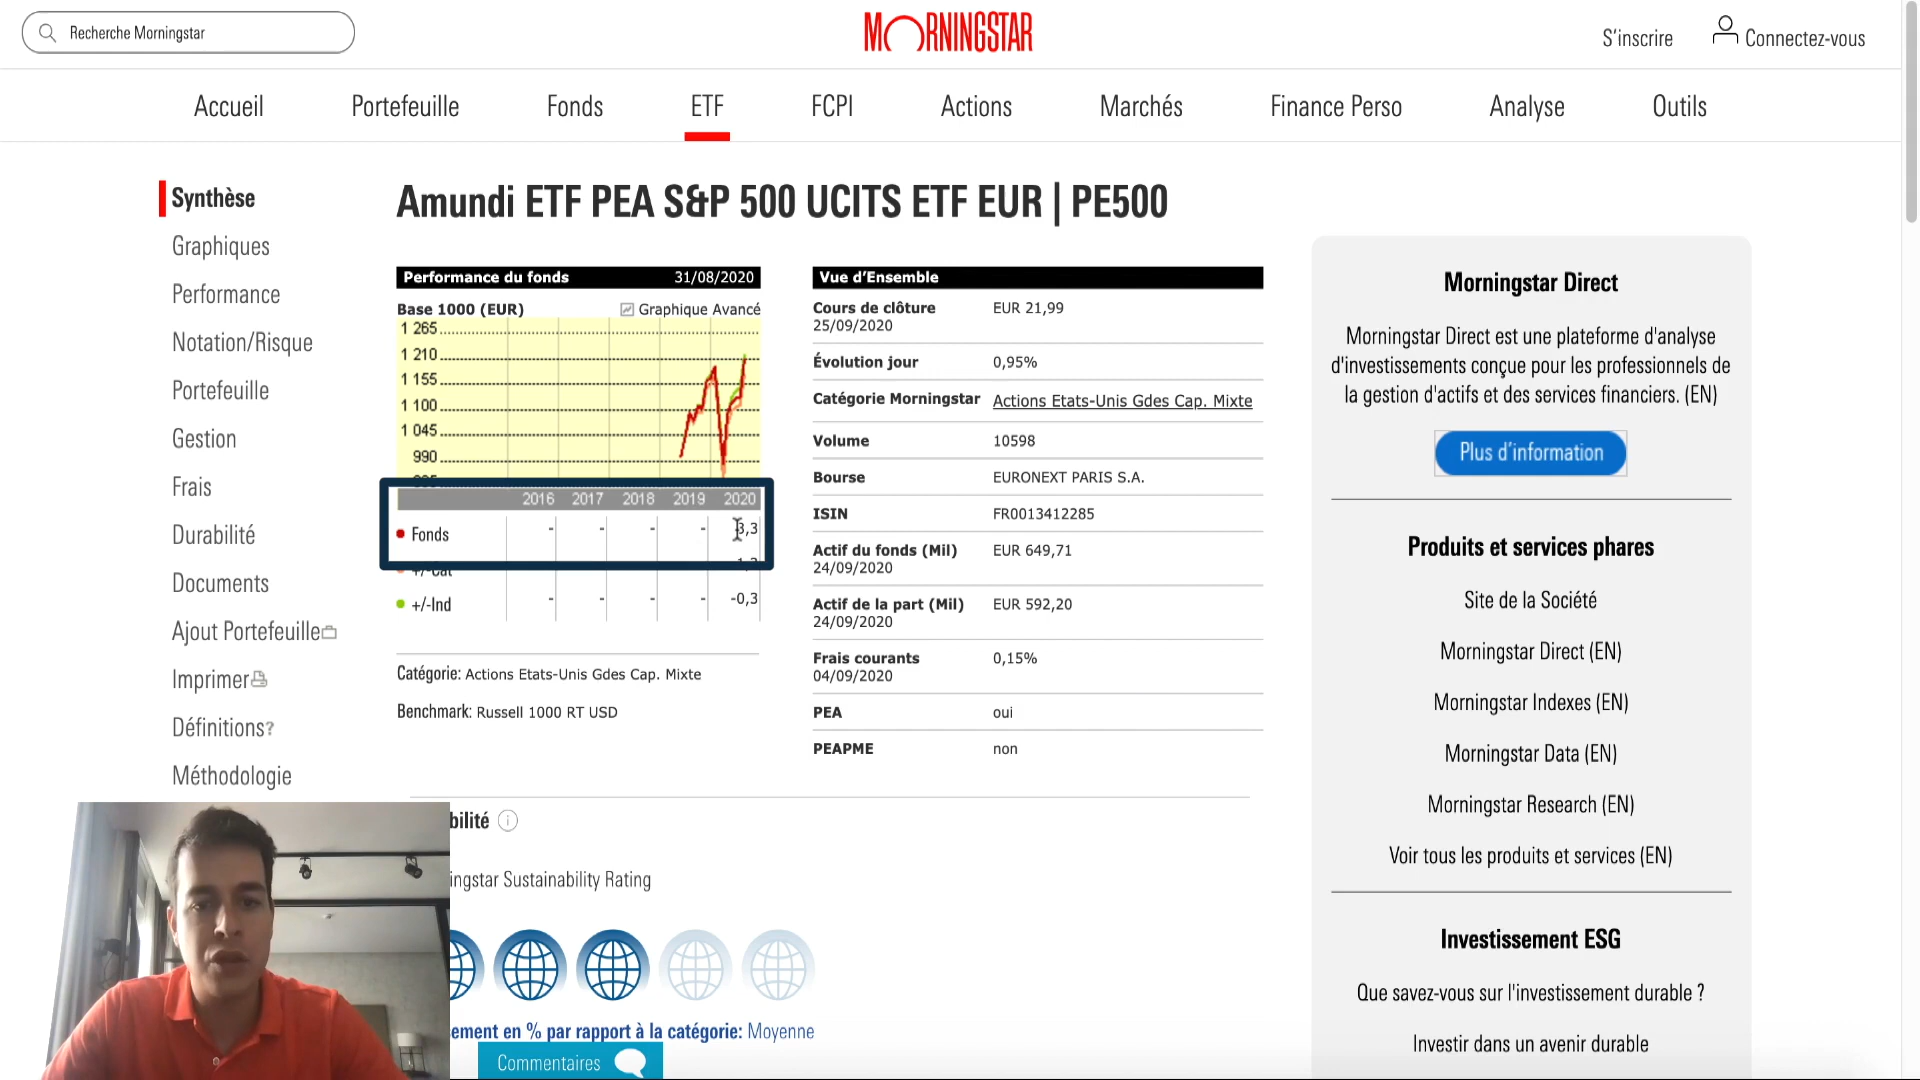 Recherche Morningstar
MORNINGSTAR
S'inscrire
Connectez-vous
Accueil
Portefeuille
Fonds
ETF
FCPI
Actions
Marchés
Finance Perso
Analyse
Outils
Synthèse
Graphiques
Performance
Notation/Risque
Portefeuille
Gestion
Frais
Durabilité
Documents
Ajout Portefeuille
Imprimer
Définitions?
Méthodologie
Amundi ETF PEA S&P 500 UCITS ETF EUR | PE500
Performance du fonds 31/08/2020
Base 1000 (EUR) Graphique Avancé
1 265
1 210
1 155
1 100
1 045
990
2016 2017 2018 2019 2020
Fonds - - - - 3,3
+/-Cat
+/-Ind - - - - -0,3
Catégorie: Actions Etats-Unis Gdes Cap. Mixte
Benchmark: Russell 1000 RT USD
Vue d'Ensemble
Cours de clôture EUR 21,99
25/09/2020
Évolution jour 0,95%
Catégorie Morningstar Actions Etats-Unis Gdes Cap. Mixte
Volume 10598
Bourse EURONEXT PARIS S.A.
ISIN FR0013412285
Actif du fonds (Mil) EUR 649,71
24/09/2020
Actif de la part (Mil) EUR 592,20
24/09/2020
Frais courants 0,15%
04/09/2020
PEA oui
PEAPME non
bilité
ingstar Sustainability Rating
ement en % par rapport à la catégorie: Moyenne
Commentaires
Morningstar Direct
Morningstar Direct est une plateforme d'analyse
d'investissements conçue pour les professionnels de
la gestion d'actifs et des services financiers. (EN)
Plus d'information
Produits et services phares
Site de la Société
Morningstar Direct (EN)
Morningstar Indexes (EN)
Morningstar Data (EN)
Morningstar Research (EN)
Voir tous les produits et services (EN)
Investissement ESG
Que savez-vous sur l'investissement durable ?
Investir dans un avenir durable